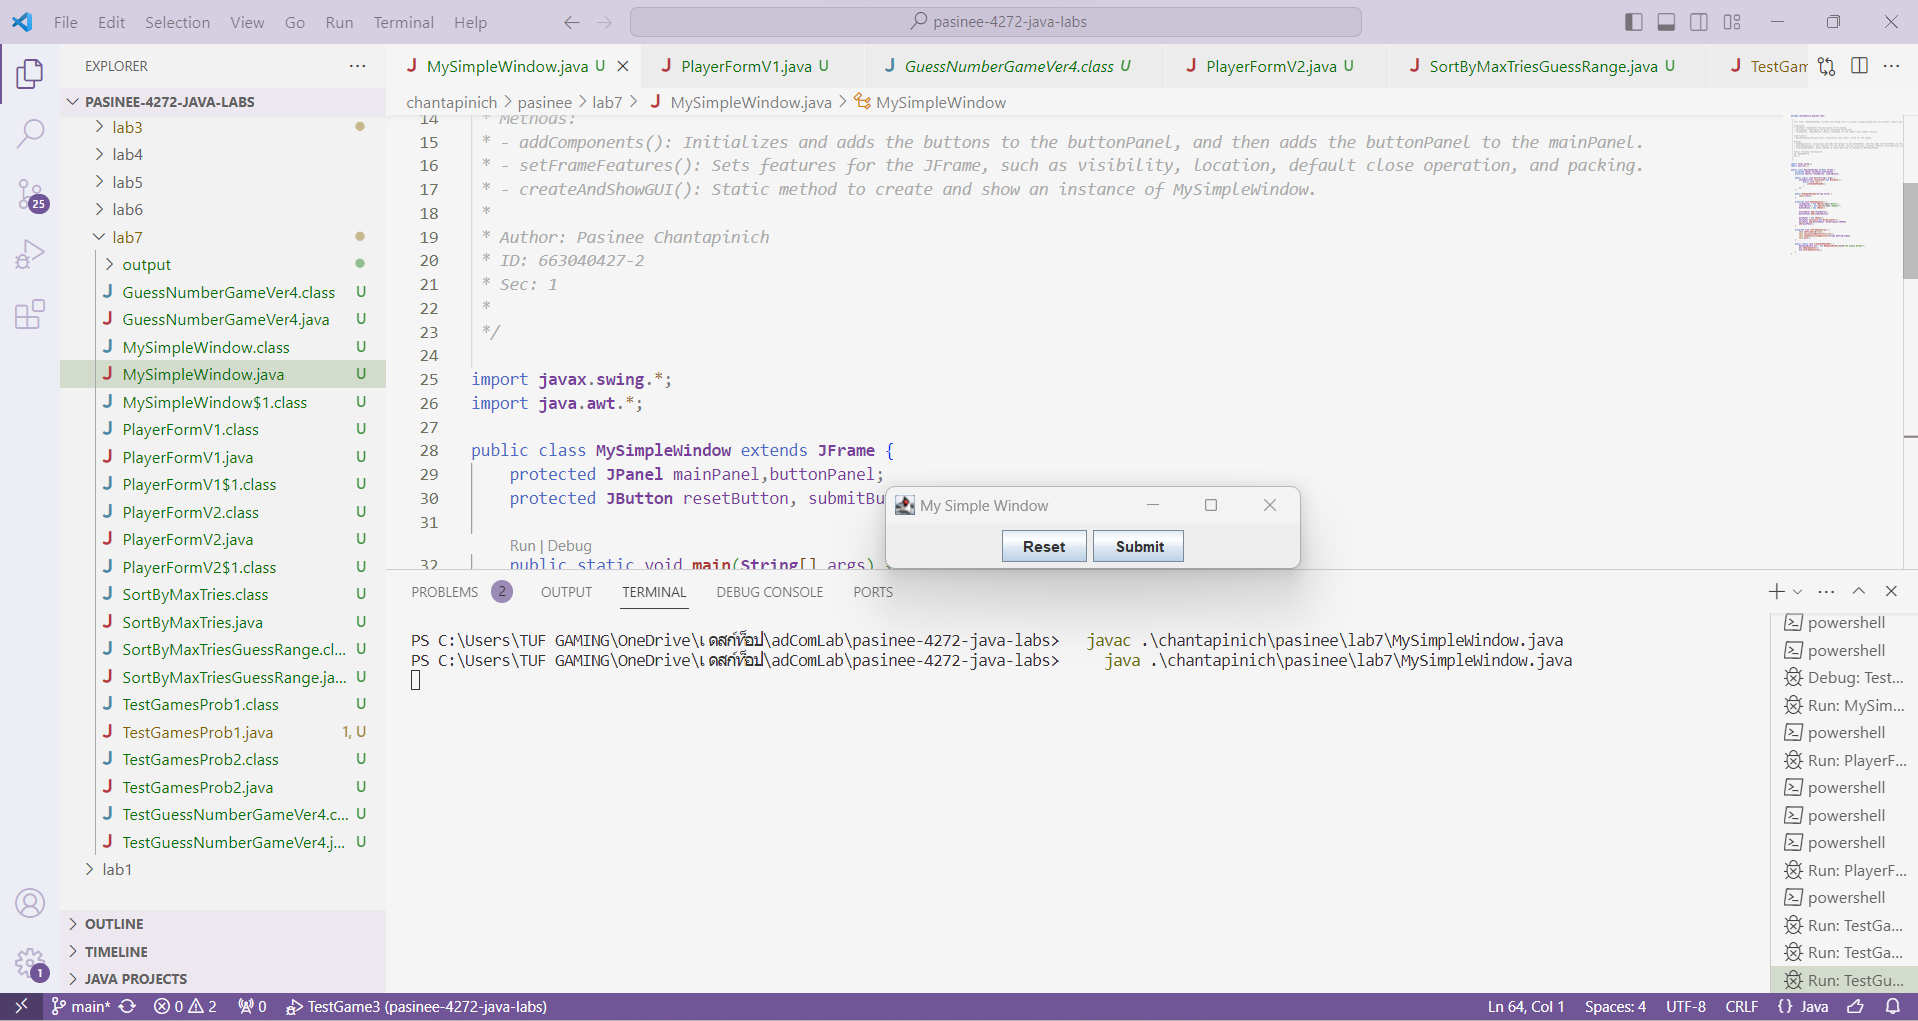 File Edit Selection View Go Run Terminal Help
pasinee-4272-java-labs
EXPLORER
PASINEE-4272-JAVA-LABS
lab3
lab4
lab5
lab6
lab7
output
GuessNumberGameVer4.class U
GuessNumberGameVer4.java U
MySimpleWindow.class U
MySimpleWindow.java U
MySimpleWindow$1.class U
PlayerFormV1.class U
PlayerFormV1.java U
PlayerFormV1$1.class U
PlayerFormV2.class U
PlayerFormV2.java U
PlayerFormV2$1.class U
SortByMaxTries.class U
SortByMaxTries.java U
SortByMaxTriesGuessRange.cl... U
SortByMaxTriesGuessRange.ja... U
TestGamesProb1.class U
TestGamesProb1.java 1, U
TestGamesProb2.class U
TestGamesProb2.java U
TestGuessNumberGameVer4.c... U
TestGuessNumberGameVer4.j... U
lab1
OUTLINE
TIMELINE
JAVA PROJECTS
25
1
MySimpleWindow.java U PlayerFormV1.java U GuessNumberGameVer4.class U PlayerFormV2.java U SortByMaxTriesGuessRange.java U TestGam
chantapinich > pasinee > lab7 > MySimpleWindow.java > MySimpleWindow
14 * Methods:
15 * - addComponents(): Initializes and adds the buttons to the buttonPanel, and then adds the buttonPanel to the mainPanel.
16 * - setFrameFeatures(): Sets features for the JFrame, such as visibility, location, default close operation, and packing.
17 * - createAndShowGUI(): Static method to create and show an instance of MySimpleWindow.
18 *
19 * Author: Pasinee Chantapinich
20 * ID: 663040427-2
21 * Sec: 1
22 *
23 */
24
25 import javax.swing.*;
26 import java.awt.*;
27
28 public class MySimpleWindow extends JFrame {
29 protected JPanel mainPanel,buttonPanel;
30 protected JButton resetButton, submitBu
31
Run | Debug
32 public static void main(String[] args) {
My Simple Window
Reset Submit
PROBLEMS 2 OUTPUT TERMINAL DEBUG CONSOLE PORTS
PS C:\Users\TUF GAMING\OneDrive\เดสก์ท็อป\adComLab\pasinee-4272-java-labs> javac .\chantapinich\pasinee\lab7\MySimpleWindow.java
PS C:\Users\TUF GAMING\OneDrive\เดสก์ท็อป\adComLab\pasinee-4272-java-labs> java .\chantapinich\pasinee\lab7\MySimpleWindow.java
powershell
powershell
Debug: Test...
Run: MySim...
powershell
Run: PlayerF...
powershell
powershell
powershell
Run: PlayerF...
powershell
Run: TestGa...
Run: TestGa...
Run: TestGu...
main* 0 2 0 TestGame3 (pasinee-4272-java-labs) Ln 64, Col 1 Spaces: 4 UTF-8 CRLF {} Java